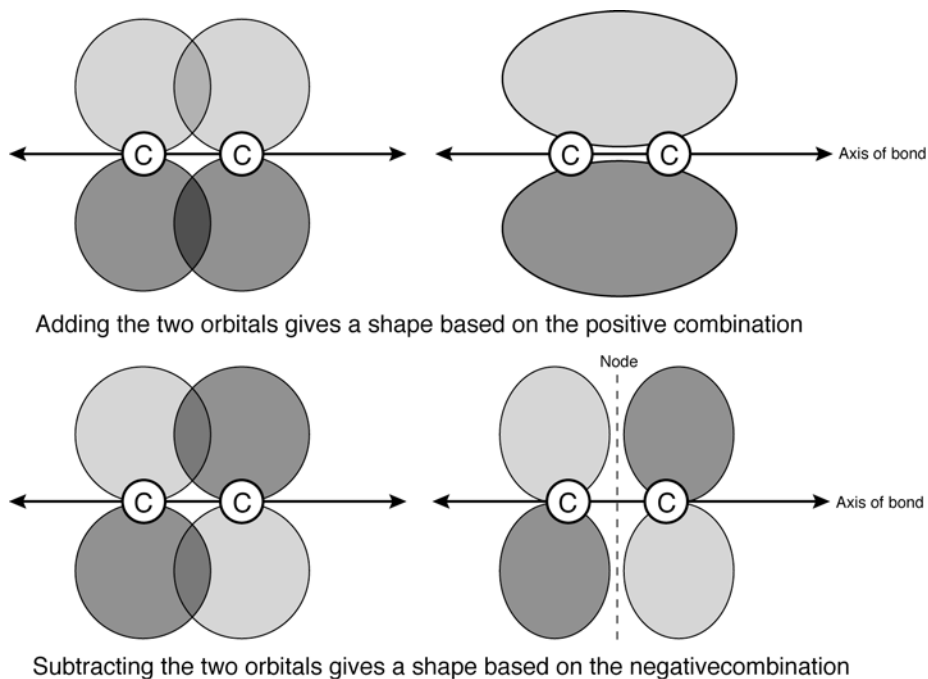 C C
C C Axis of bond
Adding the two orbitals gives a shape based on the positive combination
Node
C C
C C Axis of bond
Subtracting the two orbitals gives a shape based on the negativecombination